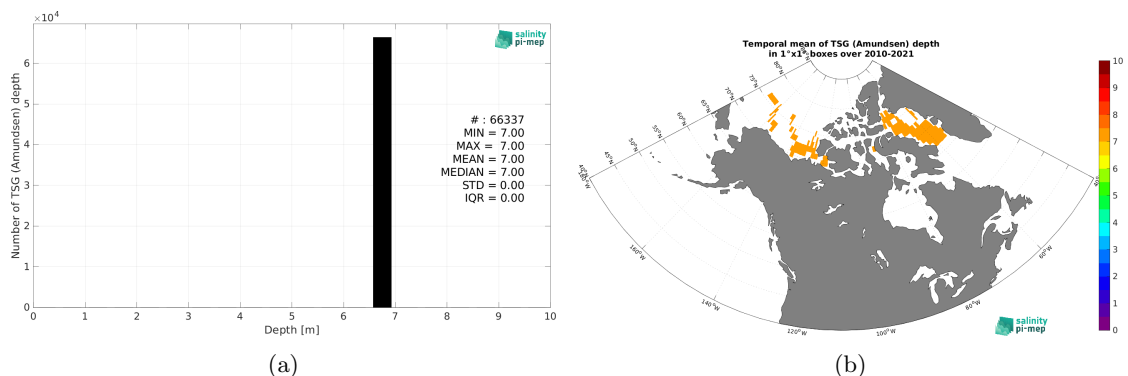 ×10⁴
salinity
pi-mep
6
5
4
3
2
1
0
Number of TSG (Amundsen) depth
# : 66337
MIN = 7.00
MAX = 7.00
MEAN = 7.00
MEDIAN = 7.00
STD = 0.00
IQR = 0.00
0 1 2 3 4 5 6 7 8 9 10
Depth [m]
(a)
Temporal mean of TSG (Amundsen) depth
in 1°x1° boxes over 2010-2021
80°N
75°N
70°N
65°N
60°N
55°N
50°N
45°N
180°W
160°W
140°W
120°W
100°W
80°W
60°W
10
9
8
7
6
5
4
3
2
1
0
salinity
pi-mep
(b)